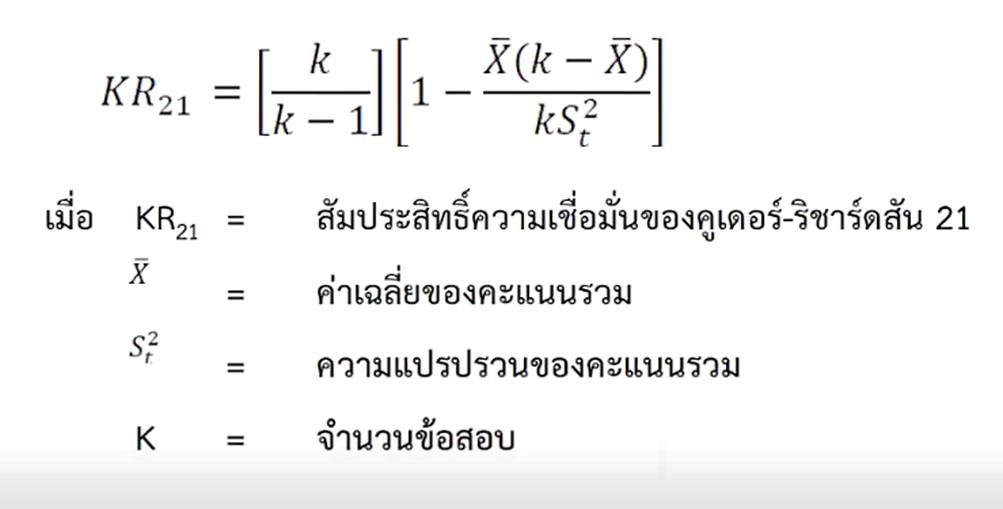 KR₂₁ = [k / (k − 1)] [1 − X̄(k − X̄) / kSₜ²]
เมื่อ KR₂₁ = สัมประสิทธิ์ความเชื่อมั่นของคูเดอร์-ริชาร์ดสัน 21
X̄ = ค่าเฉลี่ยของคะแนนรวม
Sₜ² = ความแปรปรวนของคะแนนรวม
K = จำนวนข้อสอบ